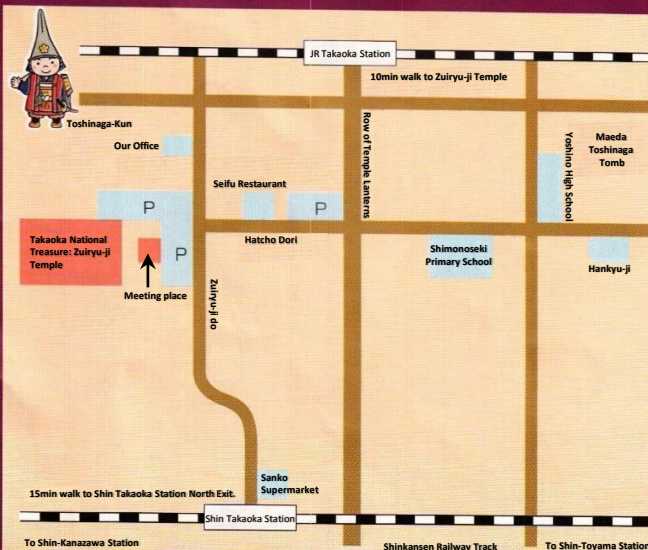 JR Takaoka Station
10min walk to Zuiryu-ji Temple
Toshinaga-Kun
Our Office
Row of Temple Lanterns
Yoshino High School
Maeda
Toshinaga
Tomb
Seifu Restaurant
P
P
P
Hatcho Dori
Takaoka National
Treasure: Zuiryu-ji
Temple
Shimonoseki
Primary School
Hankyu-ji
Meeting place
Zuiryu-ji do
Sanko
Supermarket
15min walk to Shin Takaoka Station North Exit.
Shin Takaoka Station
To Shin-Kanazawa Station
Shinkansen Railway Track
To Shin-Toyama Station